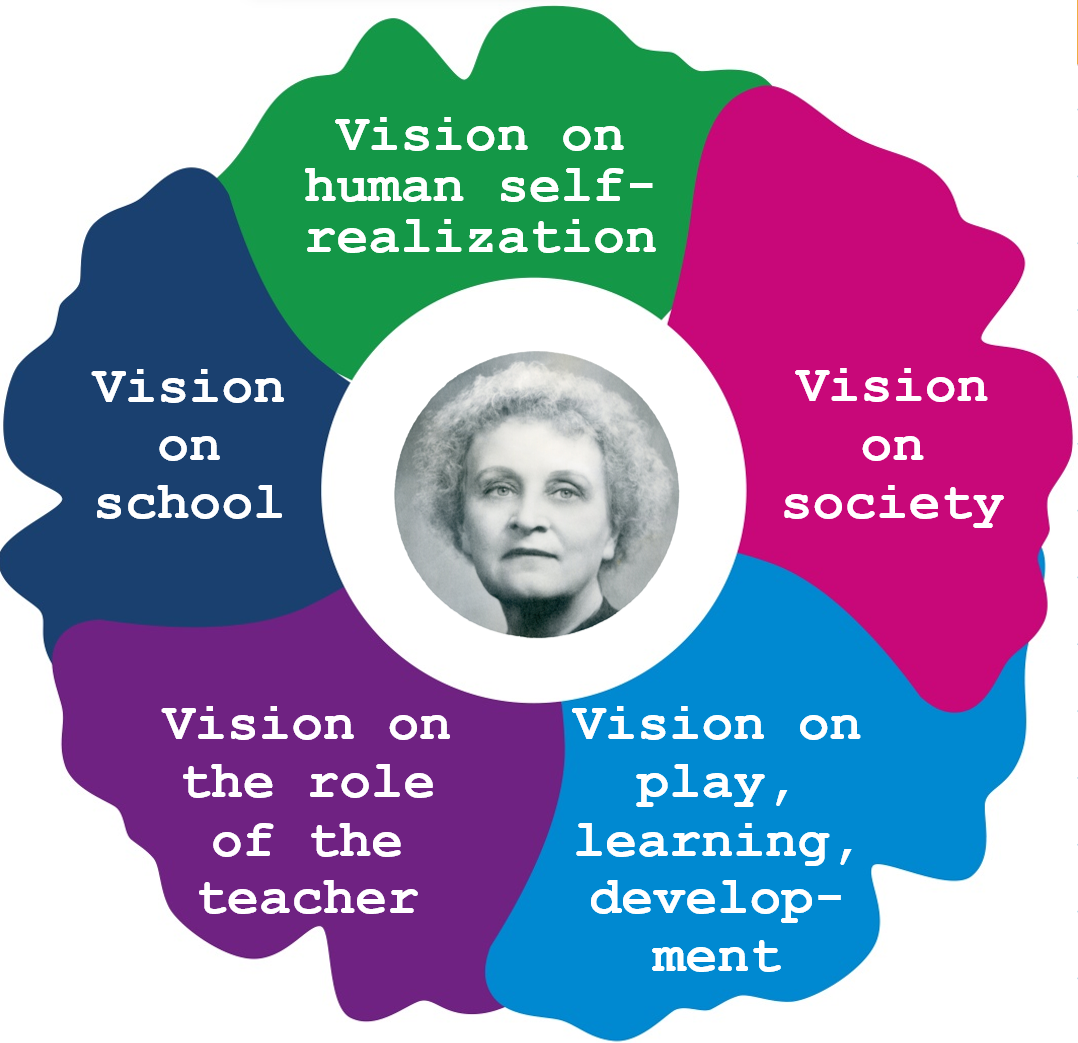 Vision on
human self-
realization
Vision
on
society
Vision on
play,
learning,
develop-
ment
Vision on
the role
of the
teacher
Vision
on
school